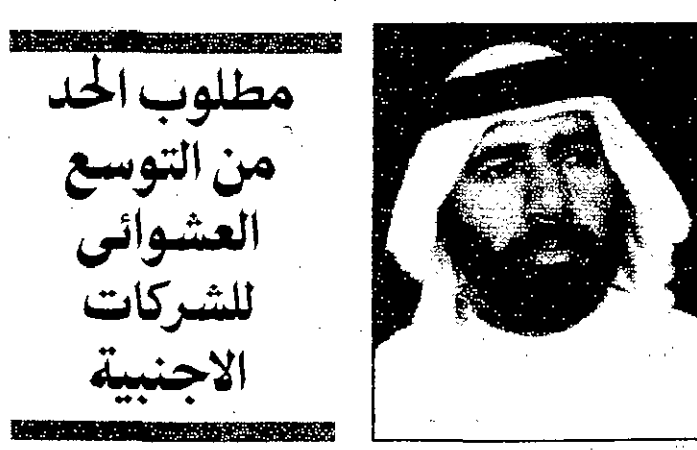 مطلوب الحد
من التوسع
العشوائى
للشركات
الاجنبية